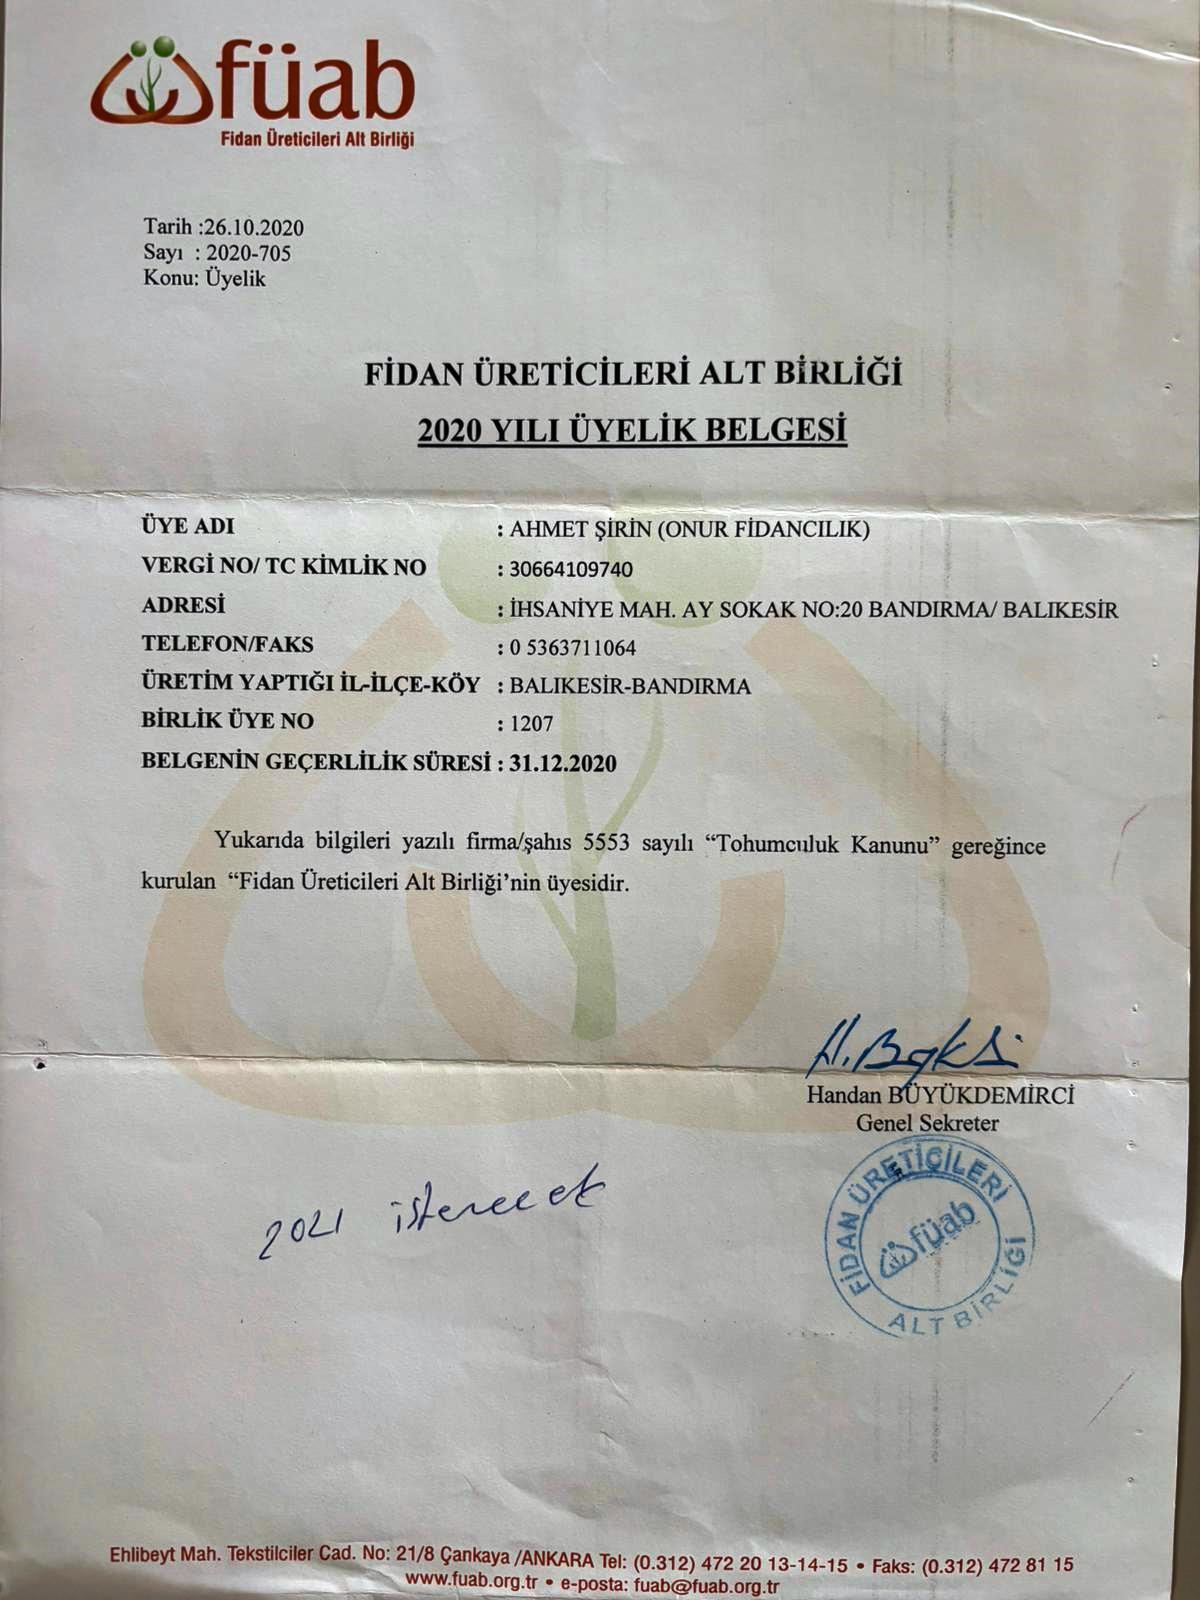 füab
Fidan Üreticileri Alt Birliği
Tarih :26.10.2020
Sayı : 2020-705
Konu: Üyelik
FİDAN ÜRETİCİLERİ ALT BİRLİĞİ
2020 YILI ÜYELİK BELGESİ
ÜYE ADI : AHMET ŞİRİN (ONUR FİDANCILIK)
VERGİ NO/ TC KİMLİK NO : 30664109740
ADRESİ : İHSANİYE MAH. AY SOKAK NO:20 BANDIRMA/ BALIKESİR
TELEFON/FAKS : 0 5363711064
ÜRETİM YAPTIĞI İL-İLÇE-KÖY : BALIKESİR-BANDIRMA
BİRLİK ÜYE NO : 1207
BELGENİN GEÇERLİLİK SÜRESİ : 31.12.2020
Yukarıda bilgileri yazılı firma/şahıs 5553 sayılı “Tohumculuk Kanunu” gereğince
kurulan “Fidan Üreticileri Alt Birliği’nin üyesidir.
Handan BÜYÜKDEMİRCİ
Genel Sekreter
FİDAN ÜRETİCİLERİ
füab
ALT BİRLİĞİ
2021 istenecek
Ehlibeyt Mah. Tekstilciler Cad. No: 21/8 Çankaya /ANKARA Tel: (0.312) 472 20 13-14-15 • Faks: (0.312) 472 81 15
www.fuab.org.tr • e-posta: fuab@fuab.org.tr